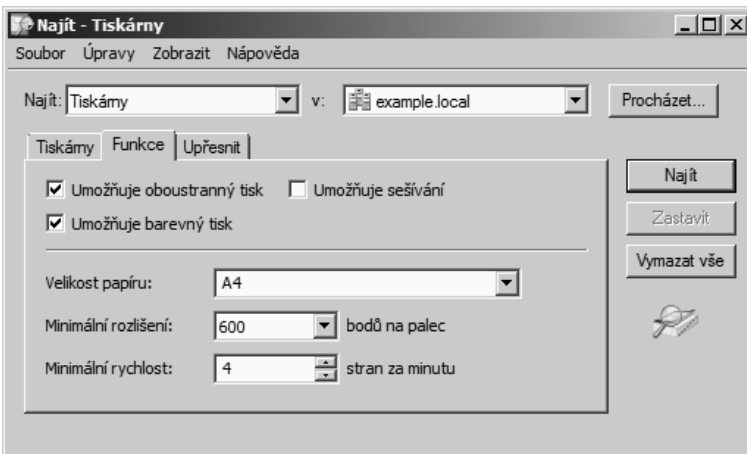 Najít - Tiskárny
Soubor Úpravy Zobrazit Nápověda
Najít: Tiskárny v: example.local Procházet...
Tiskárny Funkce Upřesnit
Umožňuje oboustranný tisk Umožňuje sešívání
Umožňuje barevný tisk
Velikost papíru: A4
Minimální rozlišení: 600 bodů na palec
Minimální rychlost: 4 stran za minutu
Najít
Zastavit
Vymazat vše